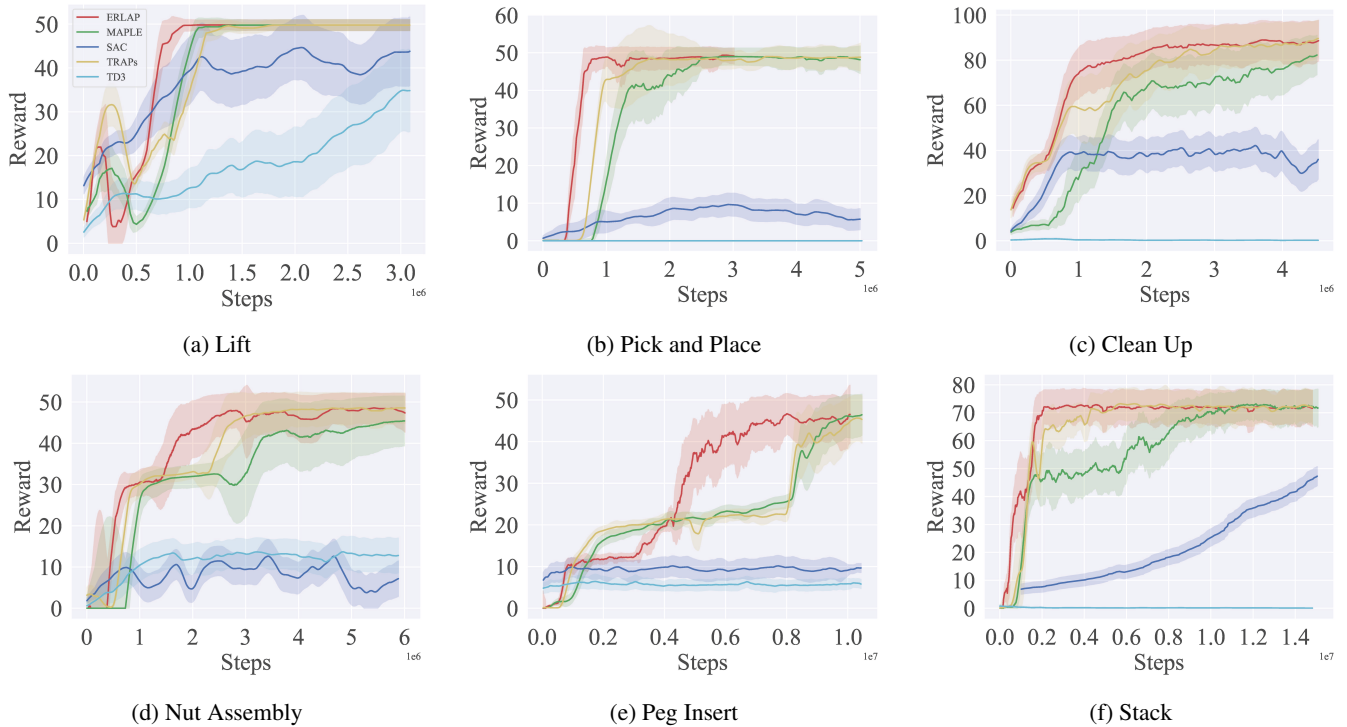 50
40
30
20
10
0
Reward
ERLAP
MAPLE
SAC
TRAPs
TD3
0.0 0.5 1.0 1.5 2.0 2.5 3.0
Steps
1e6
(a) Lift
60
50
40
30
20
10
0
Reward
0 1 2 3 4 5
Steps
1e6
(b) Pick and Place
100
80
60
40
20
0
Reward
0 1 2 3 4
Steps
1e6
(c) Clean Up
50
40
30
20
10
0
Reward
0 1 2 3 4 5 6
Steps
1e6
(d) Nut Assembly
50
40
30
20
10
0
Reward
0.0 0.2 0.4 0.6 0.8 1.0
Steps
1e7
(e) Peg Insert
80
70
60
50
40
30
20
10
0
Reward
0.0 0.2 0.4 0.6 0.8 1.0 1.2 1.4
Steps
1e7
(f) Stack